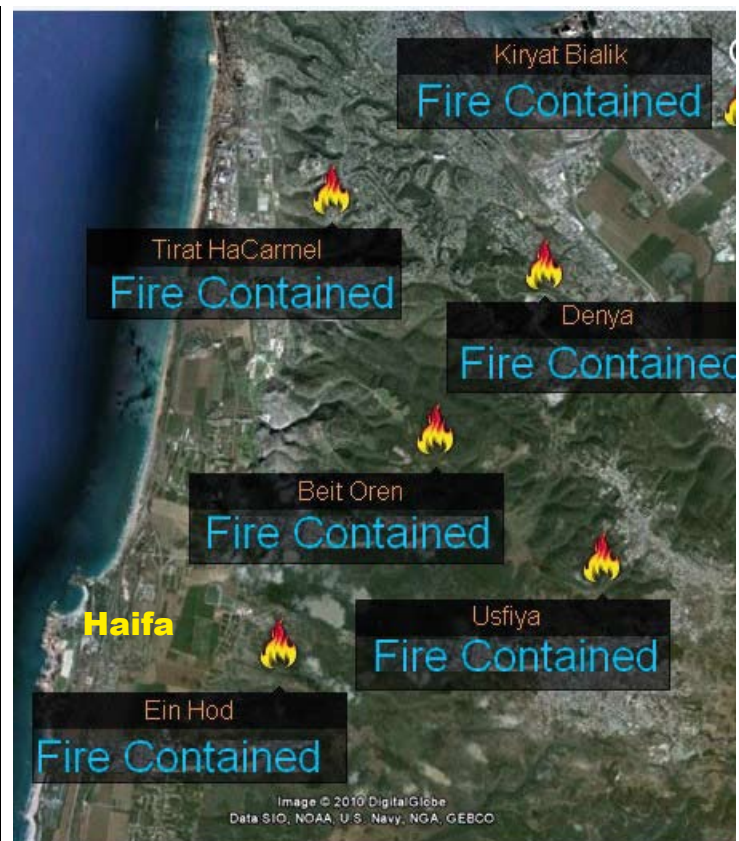 Kiryat Bialik
Fire Contained
Tirat HaCarmel
Fire Contained
Denya
Fire Contained
Beit Oren
Fire Contained
Usfiya
Fire Contained
Haifa
Ein Hod
Fire Contained
Image © 2010 DigitalGlobe
Data SIO, NOAA, U.S. Navy, NGA, GEBCO